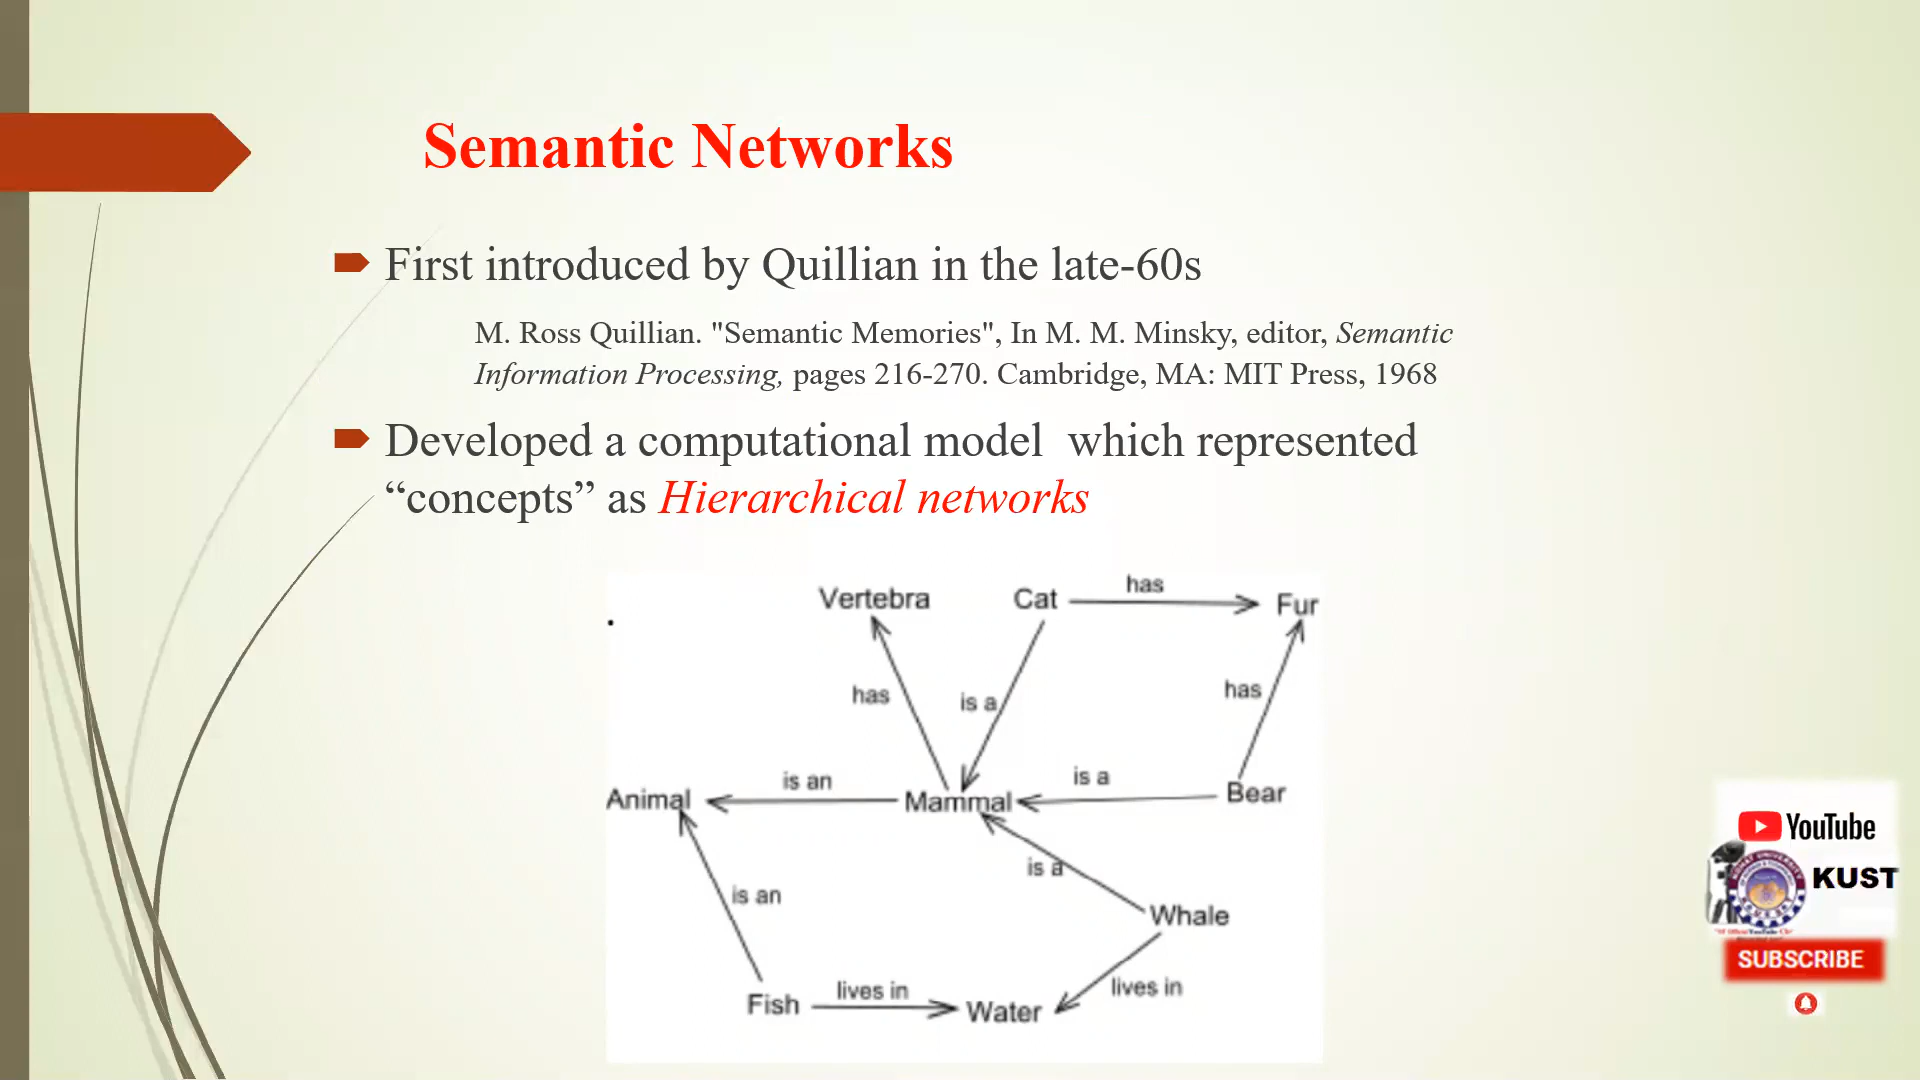 Semantic Networks
First introduced by Quillian in the late-60s
M. Ross Quillian. "Semantic Memories", In M. M. Minsky, editor, Semantic
Information Processing, pages 216-270. Cambridge, MA: MIT Press, 1968
Developed a computational model which represented
“concepts” as Hierarchical networks
has
Vertebra Cat Fur
.
has is a has
is an is a
Animal Mammal Bear
is a
is an
Whale
lives in lives in
Fish Water
YouTube
KUST
SUBSCRIBE